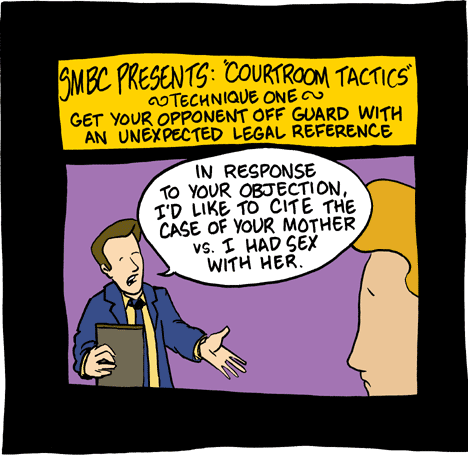 SMBC PRESENTS: "COURTROOM TACTICS"
~TECHNIQUE ONE~
GET YOUR OPPONENT OFF GUARD WITH
AN UNEXPECTED LEGAL REFERENCE
IN RESPONSE
TO YOUR OBJECTION,
I'D LIKE TO CITE THE
CASE OF YOUR MOTHER
VS. I HAD SEX
WITH HER.